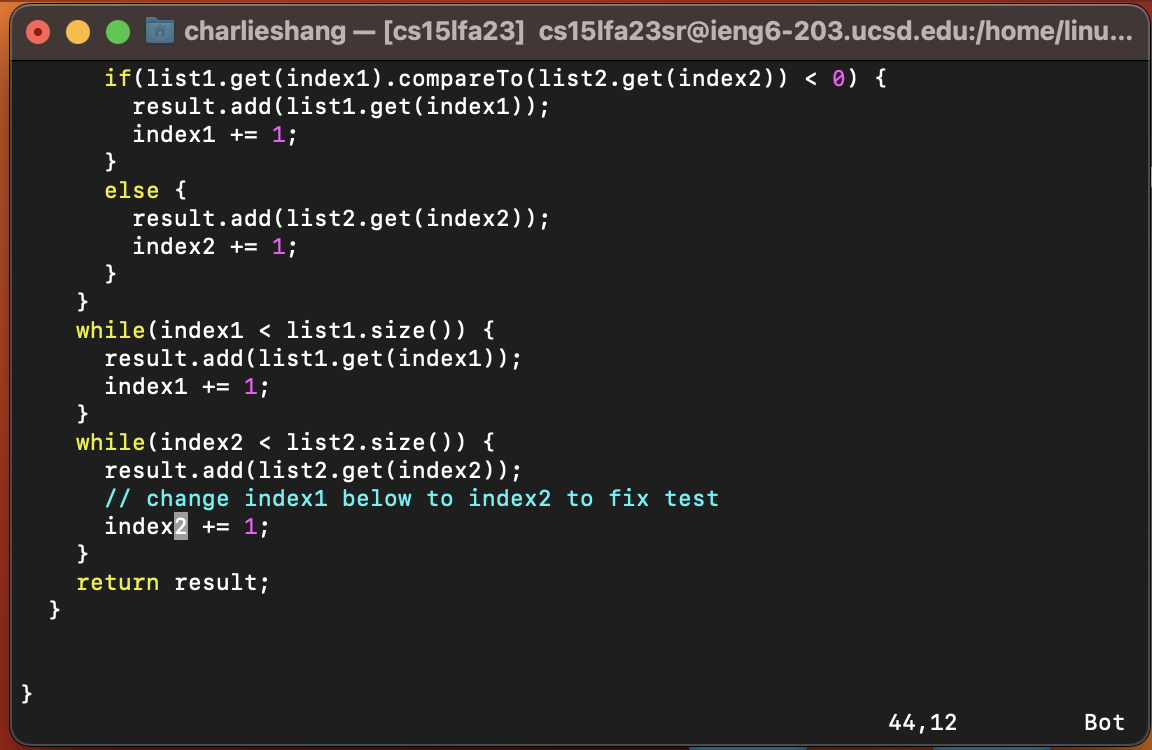 charlieshang — [cs15lfa23] cs15lfa23sr@ieng6-203.ucsd.edu:/home/linu...
if(list1.get(index1).compareTo(list2.get(index2)) < 0) {
result.add(list1.get(index1));
index1 += 1;
}
else {
result.add(list2.get(index2));
index2 += 1;
}
}
while(index1 < list1.size()) {
result.add(list1.get(index1));
index1 += 1;
}
while(index2 < list2.size()) {
result.add(list2.get(index2));
// change index1 below to index2 to fix test
index2 += 1;
}
return result;
}
}
44,12 Bot